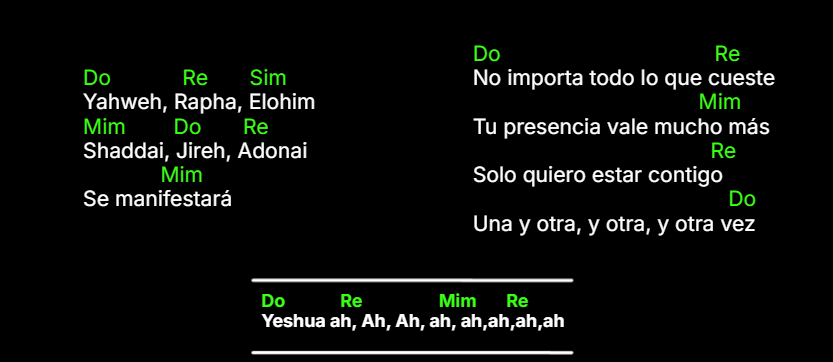 Do Re Sim
Yahweh, Rapha, Elohim
Mim Do Re
Shaddai, Jireh, Adonai
Mim
Se manifestará
Do Re
No importa todo lo que cueste
Mim
Tu presencia vale mucho más
Re
Solo quiero estar contigo
Do
Una y otra, y otra, y otra vez
Do Re Mim Re
Yeshua ah, Ah, Ah, ah, ah,ah,ah,ah